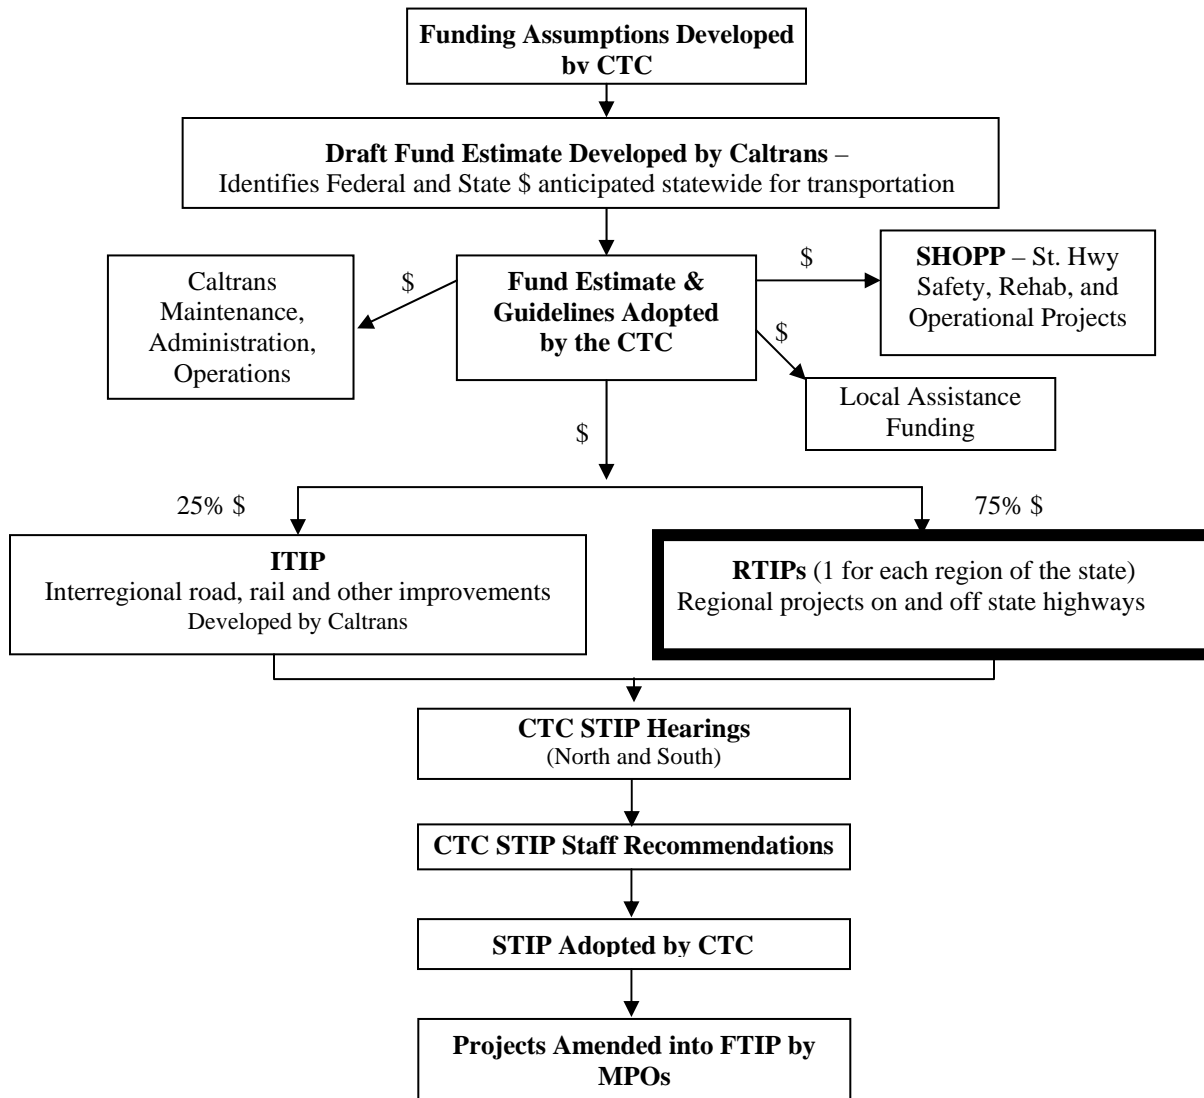 Funding Assumptions Developed
by CTC
Draft Fund Estimate Developed by Caltrans –
Identifies Federal and State $ anticipated statewide for transportation
Caltrans
Maintenance,
Administration,
Operations
$
Fund Estimate &
Guidelines Adopted
by the CTC
$
SHOPP – St. Hwy
Safety, Rehab, and
Operational Projects
$
Local Assistance
Funding
$
25% $
75% $
ITIP
Interregional road, rail and other improvements
Developed by Caltrans
RTIPs (1 for each region of the state)
Regional projects on and off state highways
CTC STIP Hearings
(North and South)
CTC STIP Staff Recommendations
STIP Adopted by CTC
Projects Amended into FTIP by
MPOs